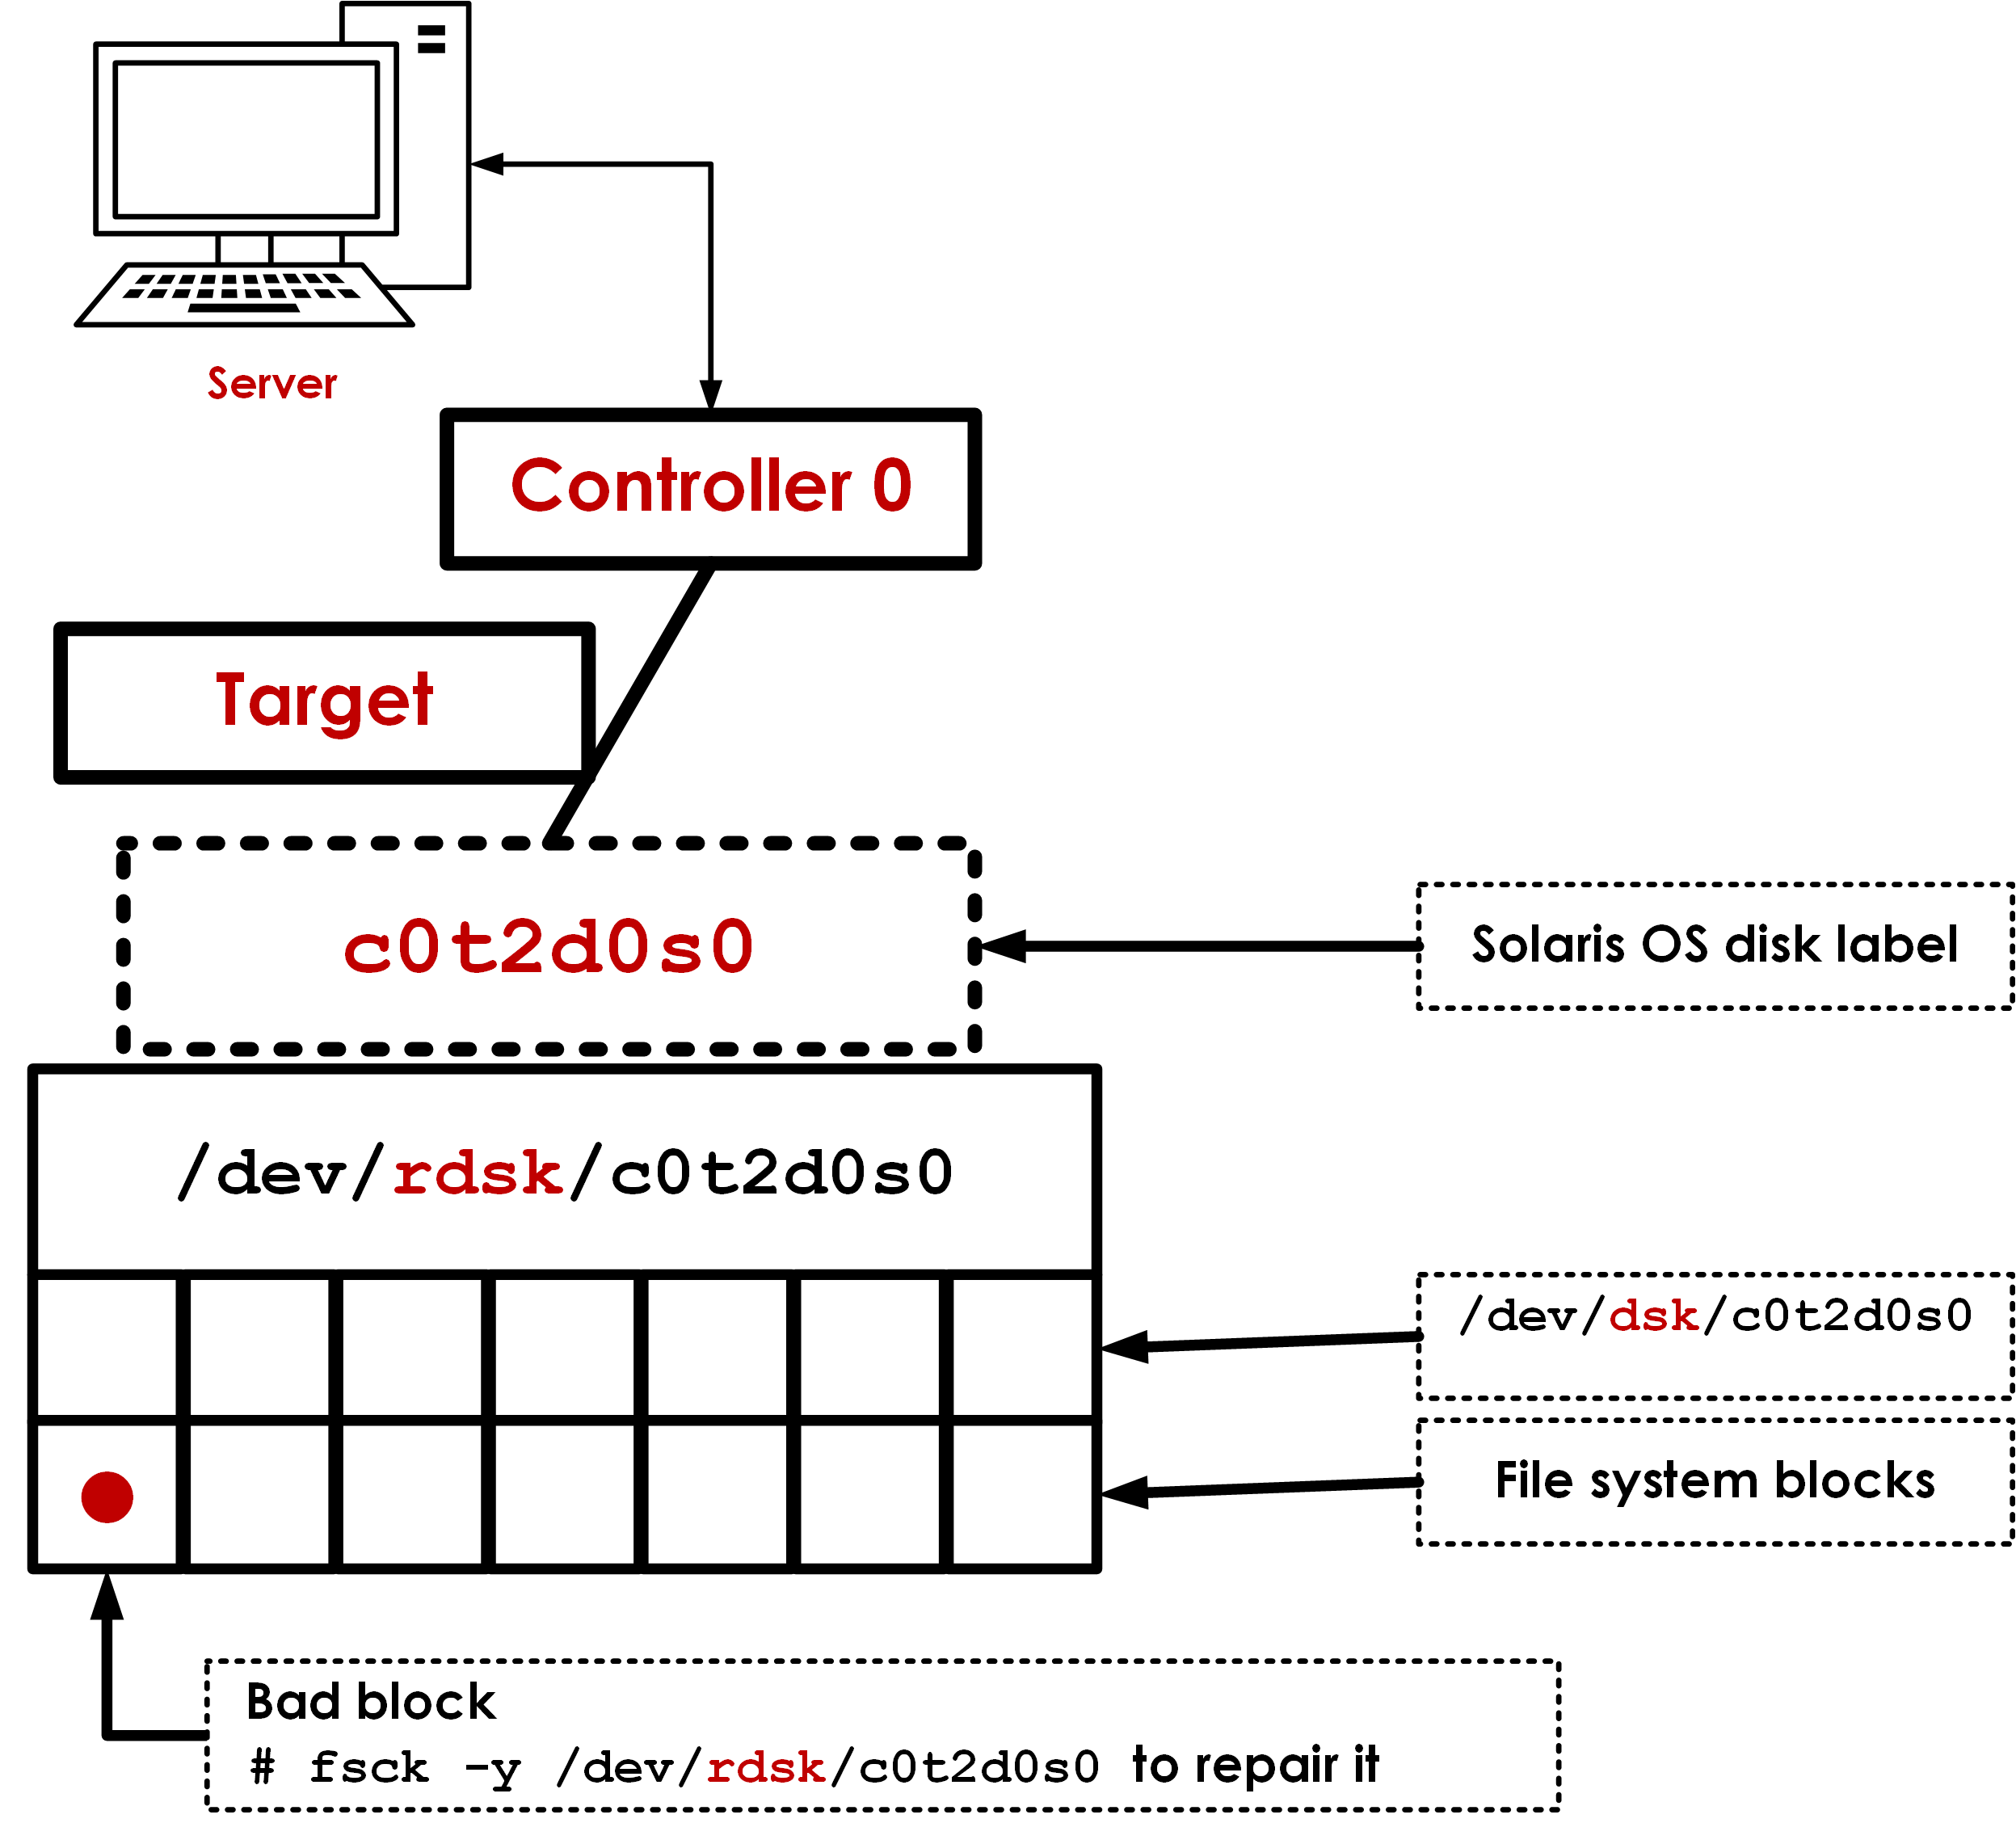 Server
Controller 0
Target
c0t2d0s0
Solaris OS disk label
/dev/rdsk/c0t2d0s0
/dev/dsk/c0t2d0s0
File system blocks
Bad block
# fsck -y /dev/rdsk/c0t2d0s0 to repair it